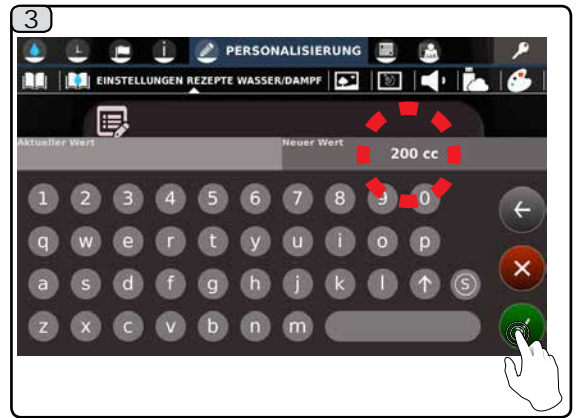 3
PERSONALISIERUNG
EINSTELLUNGEN REZEPTE WASSER/DAMPF
Aktueller Wert
Neuer Wert
200 cc
1 2 3 4 5 6 7 8 9 0
q w e r t y u i o p
a s d f g h j k l S
z x c v b n m